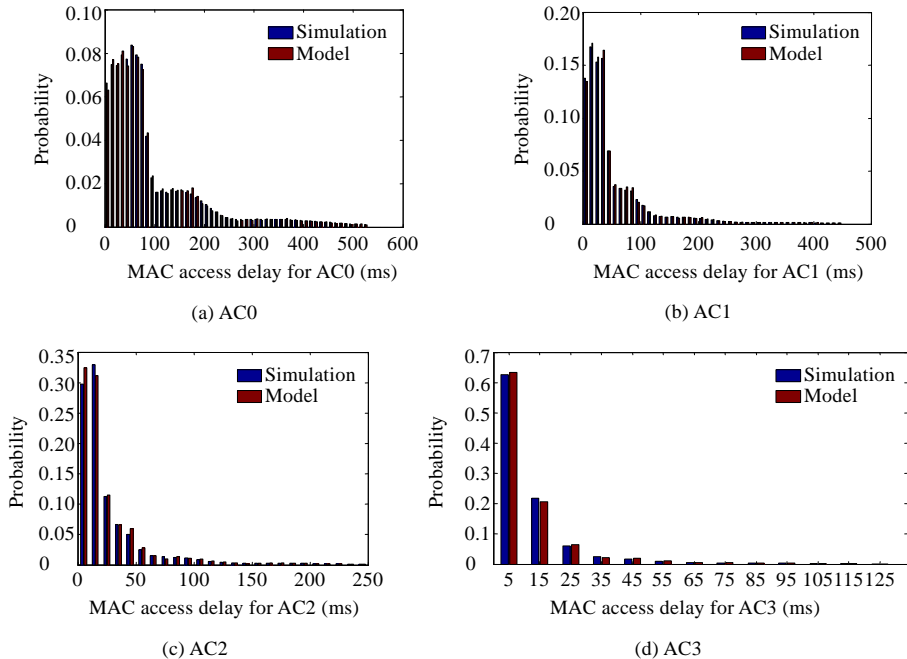 0.10
0.08
0.06
0.04
0.02
0
Probability
Simulation
Model
0 100 200 300 400 500 600
MAC access delay for AC0 (ms)
(a) AC0
0.20
0.15
0.10
0.05
0
Probability
Simulation
Model
0 100 200 300 400 500
MAC access delay for AC1 (ms)
(b) AC1
0.35
0.30
0.25
0.20
0.15
0.10
0.05
0
Probability
Simulation
Model
0 50 100 150 200 250
MAC access delay for AC2 (ms)
(c) AC2
0.7
0.6
0.5
0.4
0.3
0.2
0.1
0
Probability
Simulation
Model
5 15 25 35 45 55 65 75 85 95 105 115 125
MAC access delay for AC3 (ms)
(d) AC3